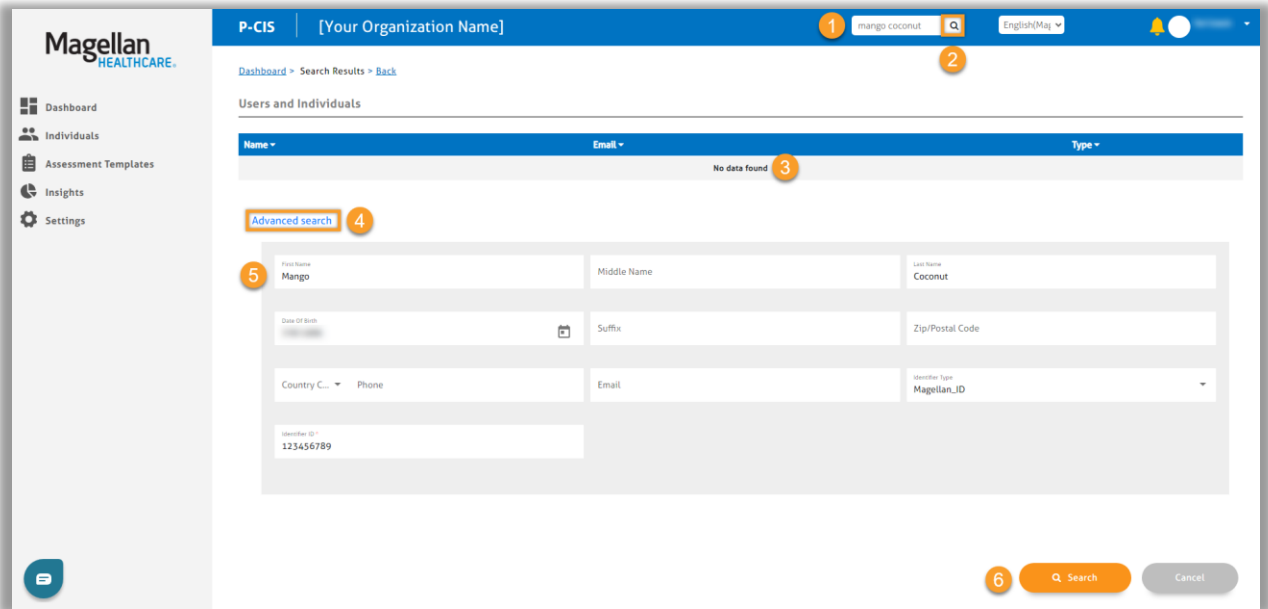 Magellan
HEALTHCARE®
P-CIS [Your Organization Name] 1 mango coconut 2 English(Maj
Dashboard > Search Results > Back
Dashboard
Individuals
Assessment Templates
Insights
Settings
Users and Individuals
Name Email Type
No data found 3
Advanced search 4
5 First Name Last Name
Mango Middle Name Coconut
Date Of Birth
Suffix Zip/Postal Code
Identifier Type
Country C... Phone Email Magellan_ID
Identifier ID *
123456789
6 Search Cancel